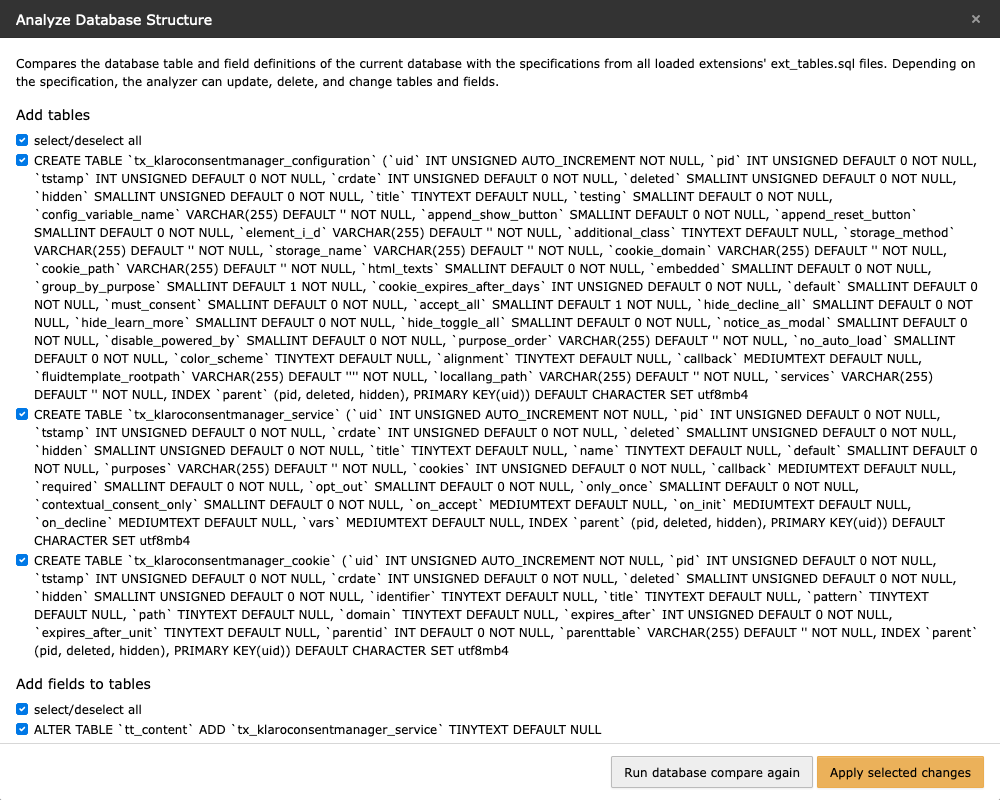 Analyze Database Structure
×
Compares the database table and field definitions of the current database with the specifications from all loaded extensions' ext_tables.sql files. Depending on
the specification, the analyzer can update, delete, and change tables and fields.
Add tables
select/deselect all
CREATE TABLE `tx_klaroconsentmanager_configuration` (`uid` INT UNSIGNED AUTO_INCREMENT NOT NULL, `pid` INT UNSIGNED DEFAULT 0 NOT NULL,
`tstamp` INT UNSIGNED DEFAULT 0 NOT NULL, `crdate` INT UNSIGNED DEFAULT 0 NOT NULL, `deleted` SMALLINT UNSIGNED DEFAULT 0 NOT NULL,
`hidden` SMALLINT UNSIGNED DEFAULT 0 NOT NULL, `title` TINYTEXT DEFAULT NULL, `testing` SMALLINT DEFAULT 0 NOT NULL,
`config_variable_name` VARCHAR(255) DEFAULT '' NOT NULL, `append_show_button` SMALLINT DEFAULT 0 NOT NULL, `append_reset_button`
SMALLINT DEFAULT 0 NOT NULL, `element_i_d` VARCHAR(255) DEFAULT '' NOT NULL, `additional_class` TINYTEXT DEFAULT NULL, `storage_method`
VARCHAR(255) DEFAULT '' NOT NULL, `storage_name` VARCHAR(255) DEFAULT '' NOT NULL, `cookie_domain` VARCHAR(255) DEFAULT '' NOT NULL,
`cookie_path` VARCHAR(255) DEFAULT '' NOT NULL, `html_texts` SMALLINT DEFAULT 0 NOT NULL, `embedded` SMALLINT DEFAULT 0 NOT NULL,
`group_by_purpose` SMALLINT DEFAULT 1 NOT NULL, `cookie_expires_after_days` INT UNSIGNED DEFAULT 0 NOT NULL, `default` SMALLINT DEFAULT 0
NOT NULL, `must_consent` SMALLINT DEFAULT 0 NOT NULL, `accept_all` SMALLINT DEFAULT 1 NOT NULL, `hide_decline_all` SMALLINT DEFAULT 0 NOT
NULL, `hide_learn_more` SMALLINT DEFAULT 0 NOT NULL, `hide_toggle_all` SMALLINT DEFAULT 0 NOT NULL, `notice_as_modal` SMALLINT DEFAULT 0
NOT NULL, `disable_powered_by` SMALLINT DEFAULT 0 NOT NULL, `purpose_order` VARCHAR(255) DEFAULT '' NOT NULL, `no_auto_load` SMALLINT
DEFAULT 0 NOT NULL, `color_scheme` TINYTEXT DEFAULT NULL, `alignment` TINYTEXT DEFAULT NULL, `callback` MEDIUMTEXT DEFAULT NULL,
`fluidtemplate_rootpath` VARCHAR(255) DEFAULT '''' NOT NULL, `locallang_path` VARCHAR(255) DEFAULT '' NOT NULL, `services` VARCHAR(255)
DEFAULT '' NOT NULL, INDEX `parent` (pid, deleted, hidden), PRIMARY KEY(uid)) DEFAULT CHARACTER SET utf8mb4
CREATE TABLE `tx_klaroconsentmanager_service` (`uid` INT UNSIGNED AUTO_INCREMENT NOT NULL, `pid` INT UNSIGNED DEFAULT 0 NOT NULL,
`tstamp` INT UNSIGNED DEFAULT 0 NOT NULL, `crdate` INT UNSIGNED DEFAULT 0 NOT NULL, `deleted` SMALLINT UNSIGNED DEFAULT 0 NOT NULL,
`hidden` SMALLINT UNSIGNED DEFAULT 0 NOT NULL, `title` TINYTEXT DEFAULT NULL, `name` TINYTEXT DEFAULT NULL, `default` SMALLINT DEFAULT 0
NOT NULL, `purposes` VARCHAR(255) DEFAULT '' NOT NULL, `cookies` INT UNSIGNED DEFAULT 0 NOT NULL, `callback` MEDIUMTEXT DEFAULT NULL,
`required` SMALLINT DEFAULT 0 NOT NULL, `opt_out` SMALLINT DEFAULT 0 NOT NULL, `only_once` SMALLINT DEFAULT 0 NOT NULL,
`contextual_consent_only` SMALLINT DEFAULT 0 NOT NULL, `on_accept` MEDIUMTEXT DEFAULT NULL, `on_init` MEDIUMTEXT DEFAULT NULL,
`on_decline` MEDIUMTEXT DEFAULT NULL, `vars` MEDIUMTEXT DEFAULT NULL, INDEX `parent` (pid, deleted, hidden), PRIMARY KEY(uid)) DEFAULT
CHARACTER SET utf8mb4
CREATE TABLE `tx_klaroconsentmanager_cookie` (`uid` INT UNSIGNED AUTO_INCREMENT NOT NULL, `pid` INT UNSIGNED DEFAULT 0 NOT NULL,
`tstamp` INT UNSIGNED DEFAULT 0 NOT NULL, `crdate` INT UNSIGNED DEFAULT 0 NOT NULL, `deleted` SMALLINT UNSIGNED DEFAULT 0 NOT NULL,
`hidden` SMALLINT UNSIGNED DEFAULT 0 NOT NULL, `identifier` TINYTEXT DEFAULT NULL, `title` TINYTEXT DEFAULT NULL, `pattern` TINYTEXT
DEFAULT NULL, `path` TINYTEXT DEFAULT NULL, `domain` TINYTEXT DEFAULT NULL, `expires_after` INT UNSIGNED DEFAULT 0 NOT NULL,
`expires_after_unit` TINYTEXT DEFAULT NULL, `parentid` INT DEFAULT 0 NOT NULL, `parenttable` VARCHAR(255) DEFAULT '' NOT NULL, INDEX `parent`
(pid, deleted, hidden), PRIMARY KEY(uid)) DEFAULT CHARACTER SET utf8mb4
Add fields to tables
select/deselect all
ALTER TABLE `tt_content` ADD `tx_klaroconsentmanager_service` TINYTEXT DEFAULT NULL
Run database compare again
Apply selected changes